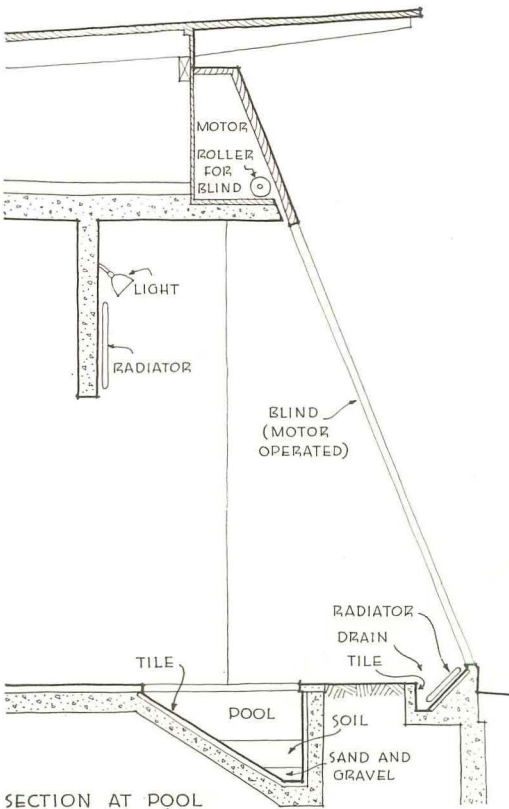 MOTOR
ROLLER
FOR
BLIND
LIGHT
RADIATOR
BLIND
(MOTOR
OPERATED)
RADIATOR
DRAIN
TILE
TILE
POOL
SOIL
SAND AND
GRAVEL
SECTION AT POOL